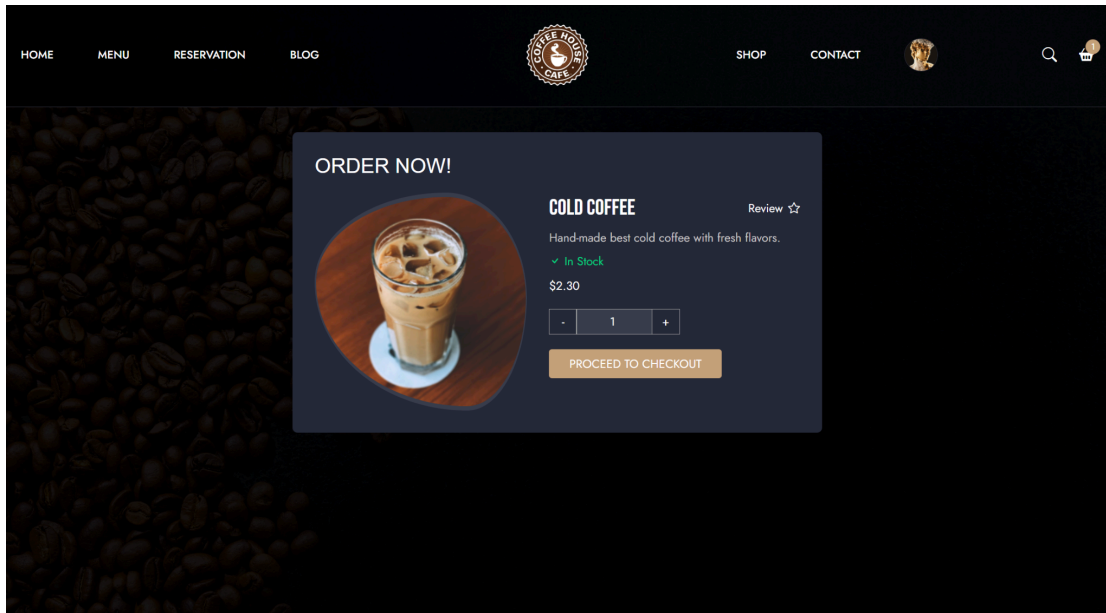 HOME MENU RESERVATION BLOG
COFFEE HOUSE
CAFE
SHOP CONTACT
1
ORDER NOW!
COLD COFFEE
Review
Hand-made best cold coffee with fresh flavors.
In Stock
$2.30
- 1 +
PROCEED TO CHECKOUT